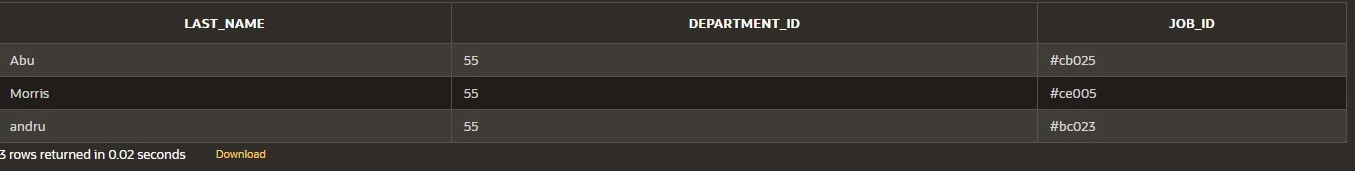 LAST_NAME DEPARTMENT_ID JOB_ID
Abu 55 #cb025
Morris 55 #ce005
andru 55 #bc023
3 rows returned in 0.02 seconds Download